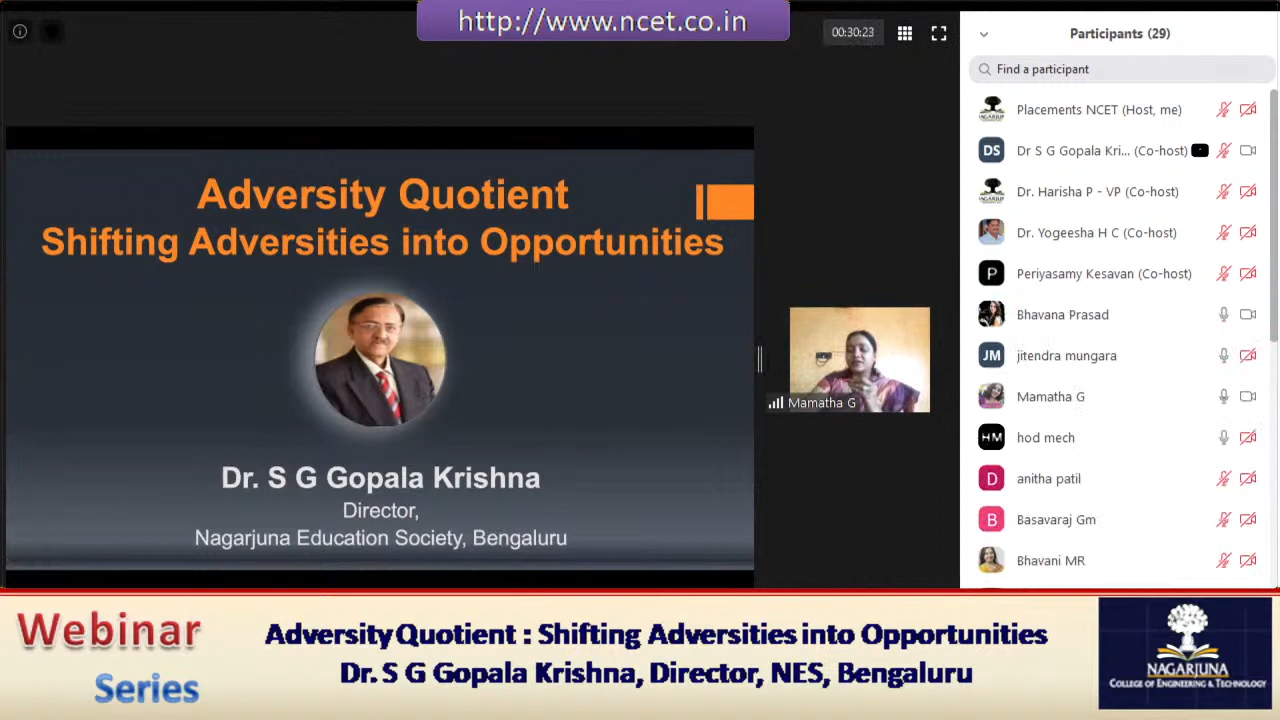 http://www.ncet.co.in
00:30:23
Participants (29)
Find a participant
Placements NCET (Host, me)
DS
Dr S G Gopala Kri... (Co-host)
Dr. Harisha P - VP (Co-host)
Dr. Yogeesha H C (Co-host)
P
Periyasamy Kesavan (Co-host)
Bhavana Prasad
JM
jitendra mungara
Mamatha G
HM
hod mech
D
anitha patil
B
Basavaraj Gm
Bhavani MR
Adversity Quotient
Shifting Adversities into Opportunities
Dr. S G Gopala Krishna
Director,
Nagarjuna Education Society, Bengaluru
Mamatha G
Webinar
Series
Adversity Quotient : Shifting Adversities into Opportunities
Dr. S G Gopala Krishna, Director, NES, Bengaluru
NAGARJUNA
COLLEGE OF ENGINEERING & TECHNOLOGY